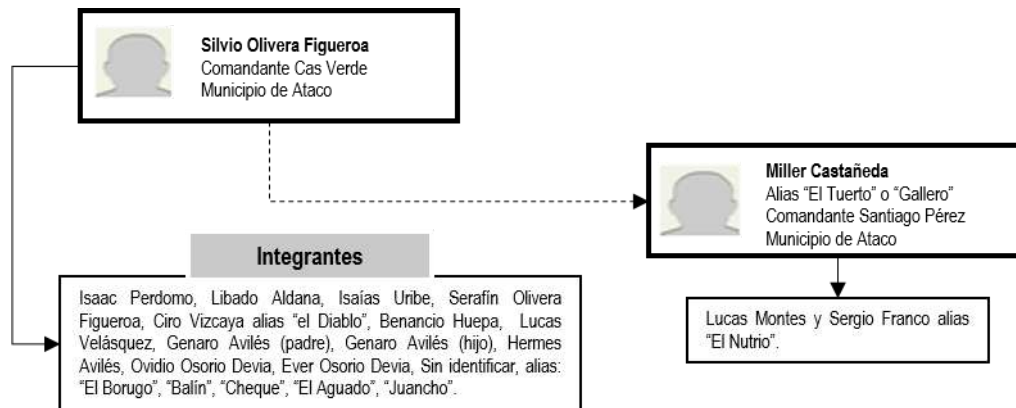 Silvio Olivera Figueroa
Comandante Cas Verde
Municipio de Ataco
Miller Castañeda
Alias “El Tuerto” o “Gallero”
Comandante Santiago Pérez
Municipio de Ataco
Integrantes
Isaac Perdomo, Libado Aldana, Isaías Uribe, Serafín Olivera
Figueroa, Ciro Vizcaya alias “el Diablo”, Benancio Huepa, Lucas
Velásquez, Genaro Avilés (padre), Genaro Avilés (hijo), Hermes
Avilés, Ovidio Osorio Devia, Ever Osorio Devia, Sin identificar, alias:
“El Borugo”, “Balín”, “Cheque”, “El Aguado”, “Juancho”.
Lucas Montes y Sergio Franco alias
“El Nutrio”.